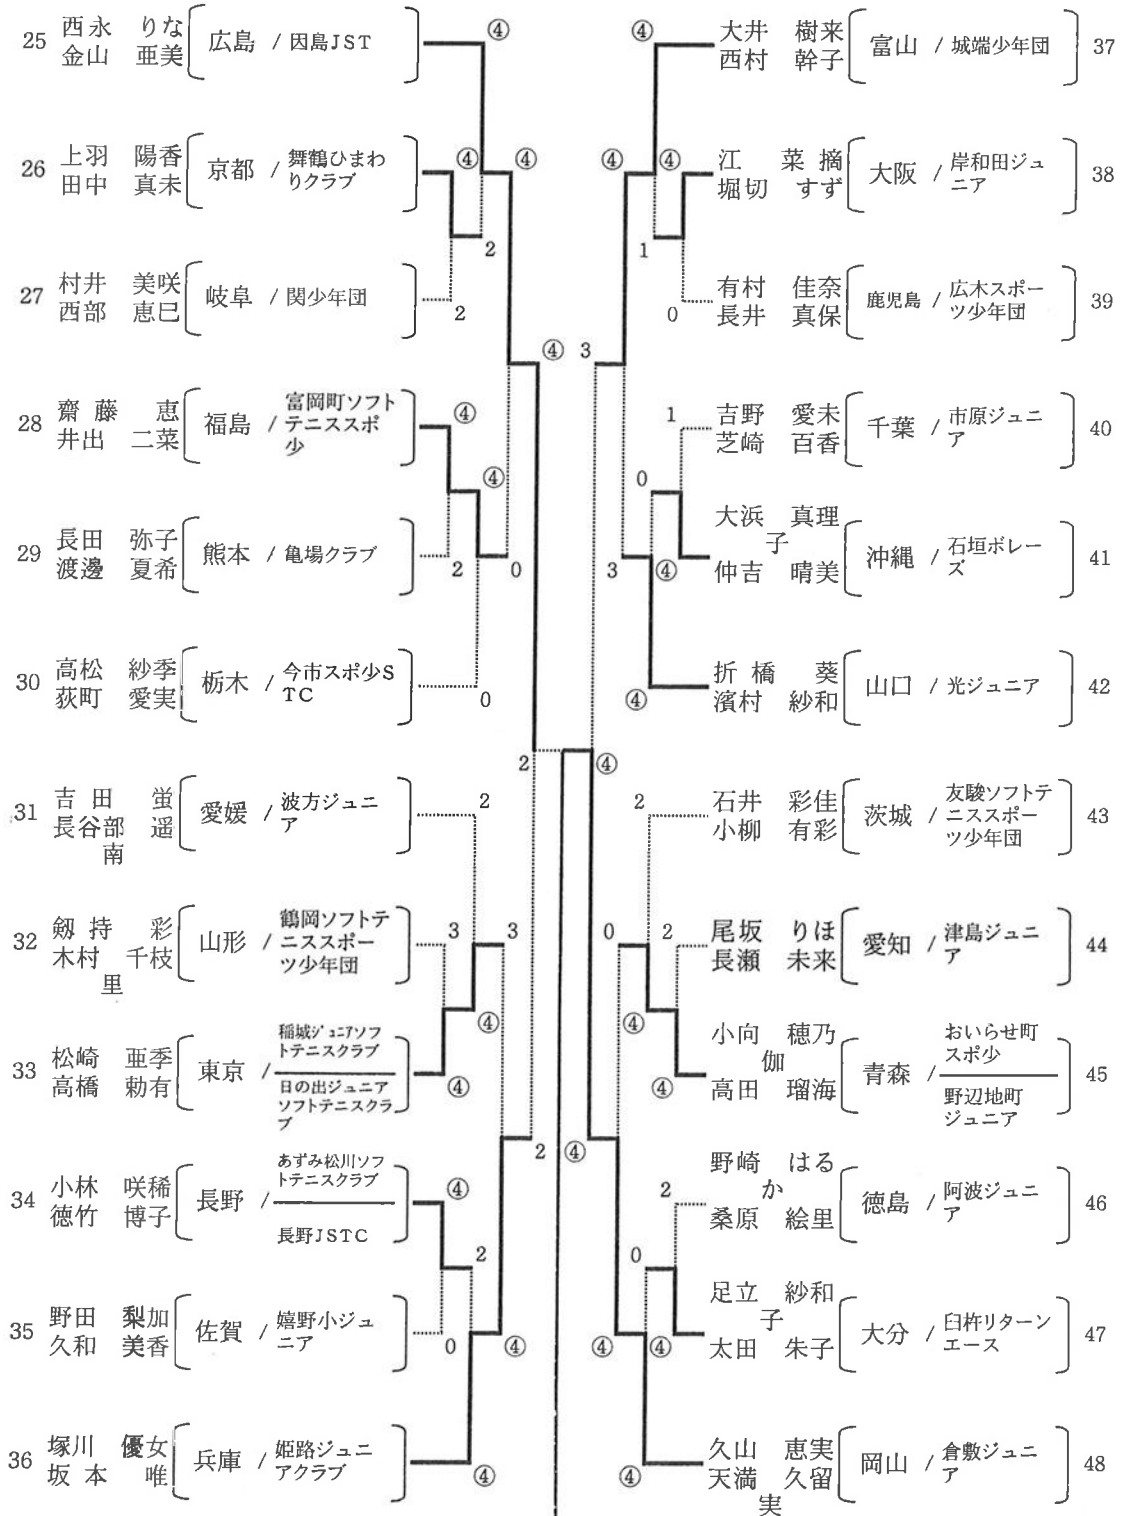 25 西永 りな 広島 / 因島JST
金山 亜美
26 上羽 陽香 京都 / 舞鶴ひまわ
田中 真未 りクラブ
27 村井 美咲 岐阜 / 関少年団
西部 恵巳
28 齋藤 恵 福島 / 富岡町ソフト
井出 二菜 テニススポ
少
29 長田 弥子 熊本 / 亀場クラブ
渡邊 夏希
30 高松 紗季 栃木 / 今市スポ少S
荻町 愛実 TC
31 吉田 蛍 愛媛 / 波方ジュニ
長谷部 遥 ア
南
32 剱持 彩 山形 / 鶴岡ソフトテ
木村 千枝 ニススポー
里 ツ少年団
33 松崎 亜季 東京 / 稲城ジュニアソフ
トテニスクラブ
高橋 勅有 日の出ジュニア
ソフトテニスクラ
ブ
34 小林 咲稀 長野 / あずみ松川ソフ
トテニスクラブ
徳竹 博子 長野JSTC
35 野田 梨加 佐賀 / 嬉野小ジュ
久和 美香 ニア
36 塚川 優女 兵庫 / 姫路ジュニ
坂本 唯 アクラブ
④
④ ④
2
2
④
④
2 0
0
④
2
2
3 3
④
④
2
④
2
0 ④
④
④
④ ④
1
0
3
1
0
3 ④
④
④
2
0 2
④
④
④
2
0
④ ④
④
大井 樹来 富山 / 城端少年団 37
西村 幹子
江 菜摘 大阪 / 岸和田ジュ 38
堀切 すず ニア
有村 佳奈 鹿児島 / 広木スポー 39
長井 真保 ツ少年団
吉野 愛未 千葉 / 市原ジュニ 40
芝崎 百香 ア
大浜 真理
子 沖縄 / 石垣ボレー 41
仲吉 晴美 ズ
折橋 葵 山口 / 光ジュニア 42
濱村 紗和
石井 彩佳 茨城 / 友駿ソフトテ 43
小柳 有彩 ニススポー
ツ少年団
尾坂 りほ 愛知 / 津島ジュニ 44
長瀬 未来 ア
小向 穂乃 おいらせ町
伽 青森 / スポ少 45
高田 瑠海 野辺地町
ジュニア
野崎 はる
か 徳島 / 阿波ジュニ 46
桑原 絵里 ア
足立 紗和
子 大分 / 臼杵リターン 47
太田 朱子 エース
久山 恵実 岡山 / 倉敷ジュニ 48
天満 久留 ア
実